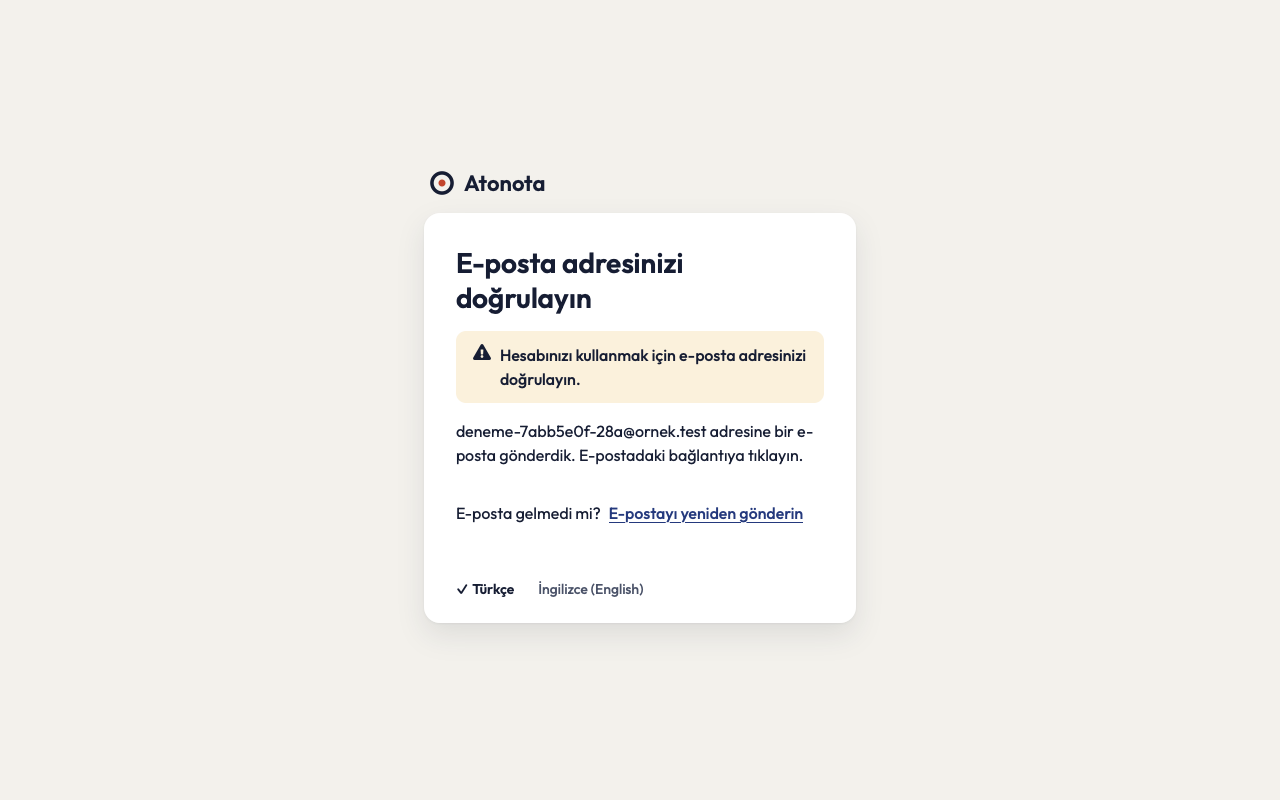 Atonota
E-posta adresinizi
doğrulayın
Hesabınızı kullanmak için e-posta adresinizi
doğrulayın.
deneme-7abb5e0f-28a@ornek.test adresine bir e-
posta gönderdik. E-postadaki bağlantıya tıklayın.
E-posta gelmedi mi? E-postayı yeniden gönderin
Türkçe İngilizce (English)